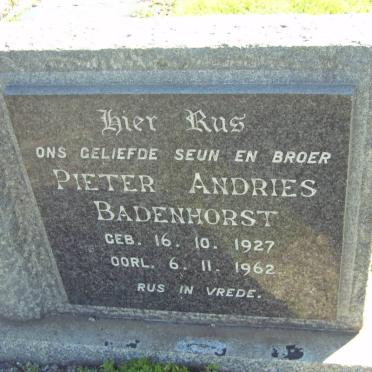 Hier Rus
ONS GELIEFDE SEUN EN BROER
PIETER ANDRIES
BADENHORST
GEB. 16. 10. 1927
OORL. 6. 11. 1962
RUS IN VREDE.